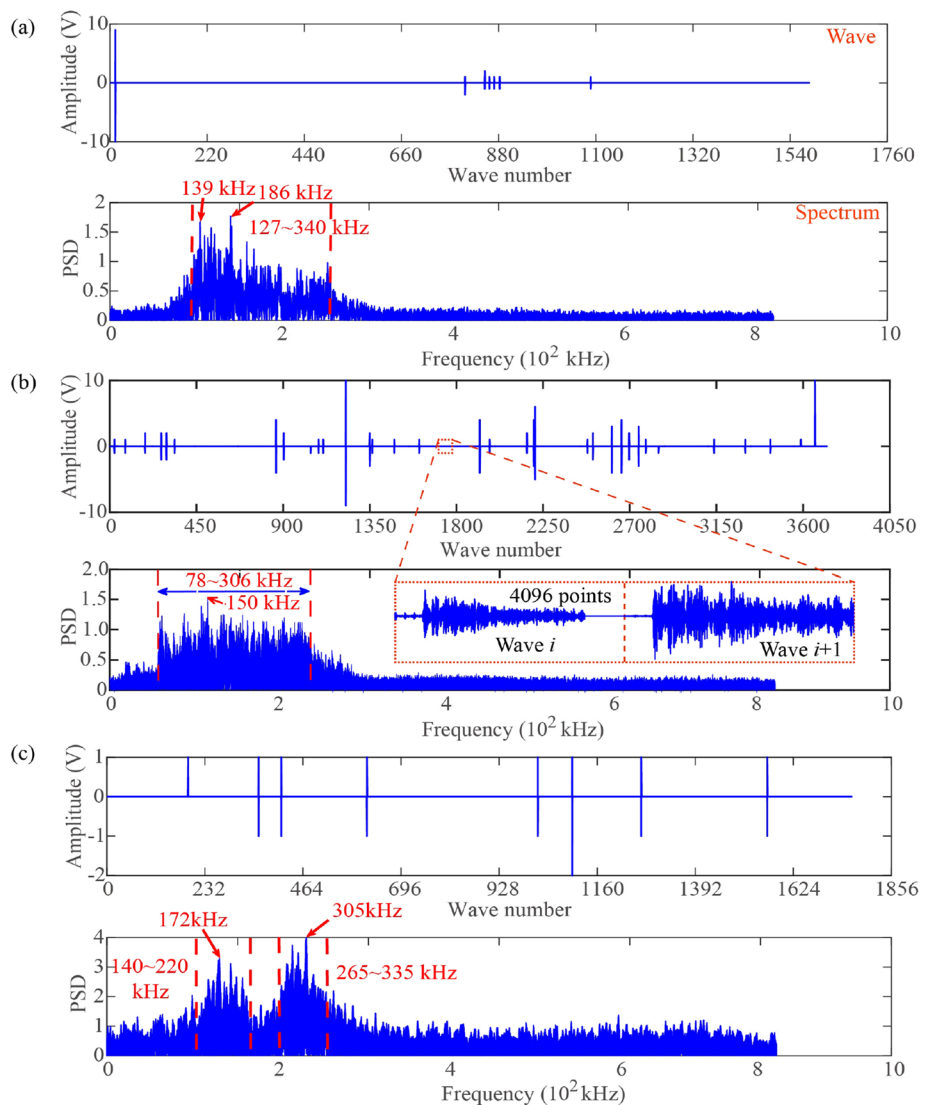 (a)
Amplitude (V)
10
0
-10
Wave
0 220 440 660 880 1100 1320 1540 1760
Wave number
139 kHz
186 kHz
127~340 kHz
Spectrum
PSD
2
1.5
1
0.5
0
0 2 4 6 8 10
Frequency (10² kHz)
(b)
Amplitude (V)
10
0
-10
0 450 900 1350 1800 2250 2700 3150 3600 4050
Wave number
PSD
2.0
1.5
1.0
0.5
0
78~306 kHz
150 kHz
4096 points
Wave i
Wave i+1
0 2 4 6 8 10
Frequency (10² kHz)
(c)
Amplitude (V)
1
0
-1
-2
0 232 464 696 928 1160 1392 1624 1856
Wave number
172kHz
305kHz
140~220
kHz
265~335 kHz
PSD
4
3
2
1
0
0 2 4 6 8 10
Frequency (10² kHz)